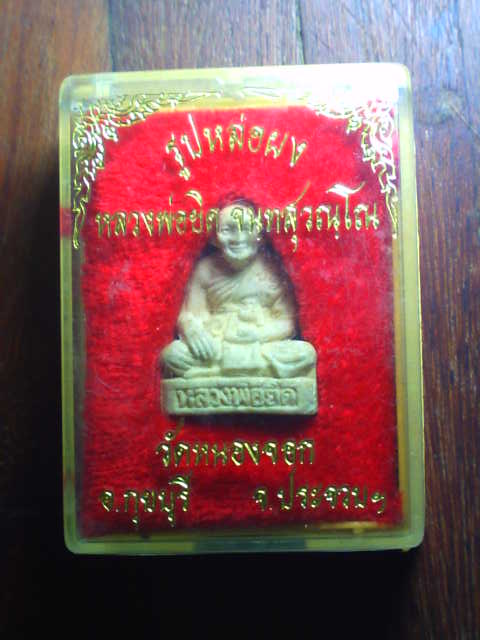 รูปหล่อผง
หลวงพ่อยิด จนฺทสุวณฺโณ
หลวงพ่อยิด
วัดหนองจอก
อ.กุยบุรี จ.ประจวบฯ